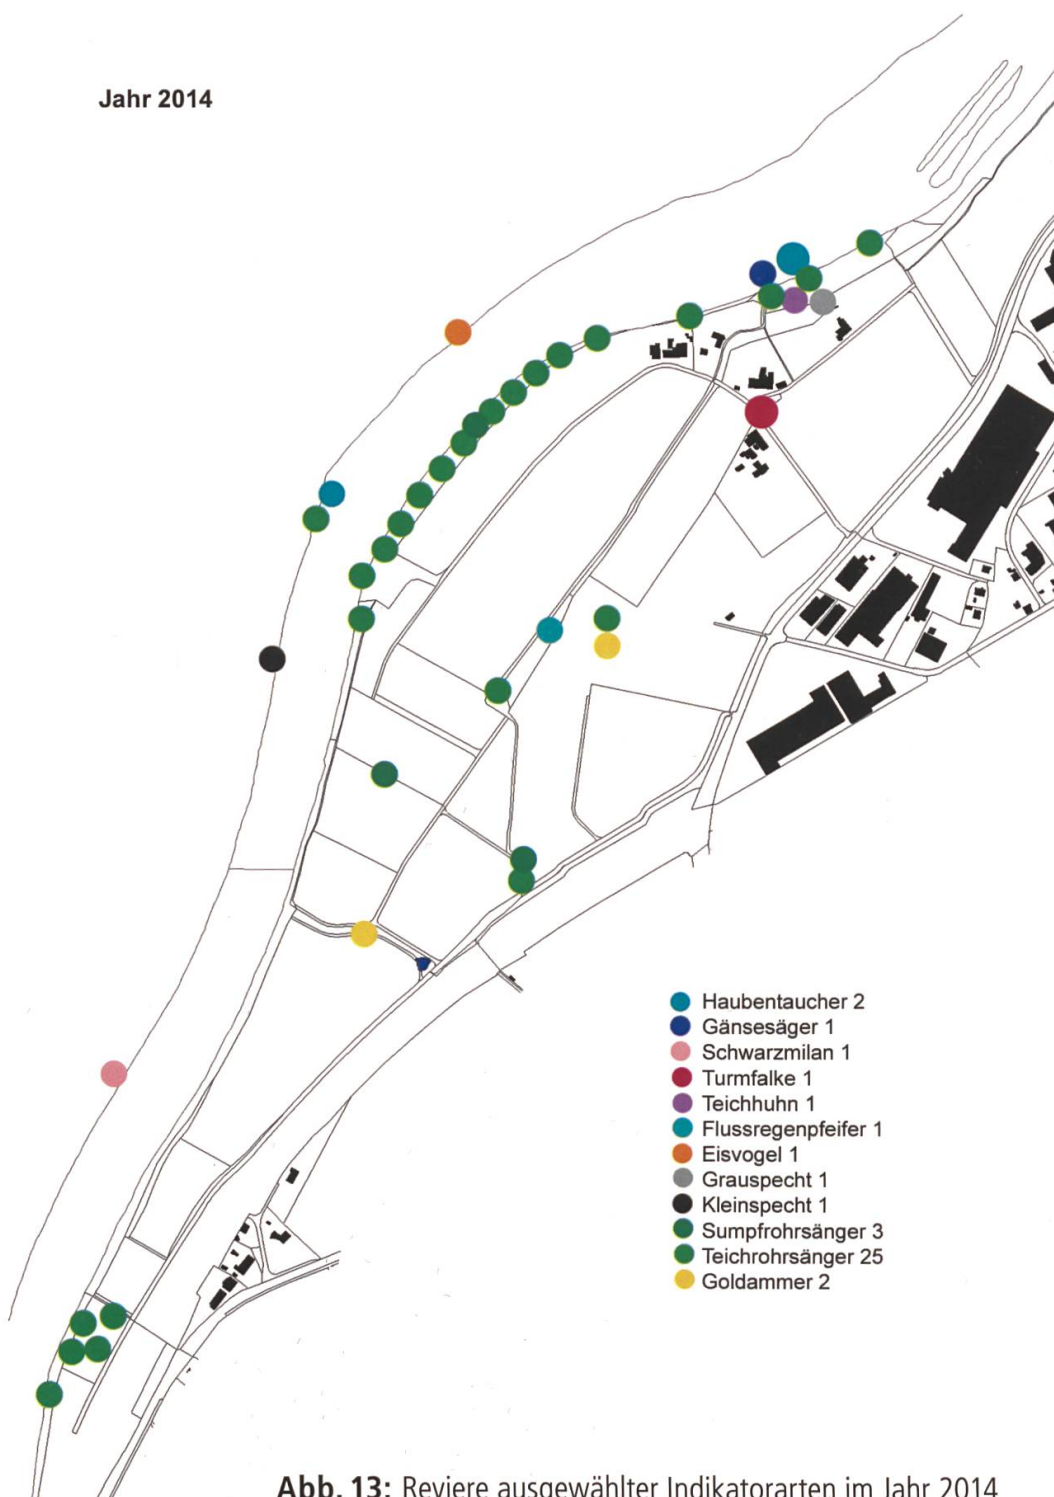 Jahr 2014
Haubentaucher 2
Gänsesäger 1
Schwarzmilan 1
Turmfalke 1
Teichhuhn 1
Flussregenpfeifer 1
Eisvogel 1
Grauspecht 1
Kleinspecht 1
Sumpfrohrsänger 3
Teichrohrsänger 25
Goldammer 2
Abb. 13: Reviere ausgewählter Indikatorarten im Jahr 2014